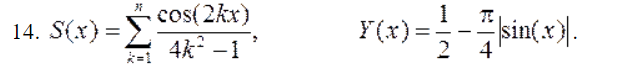 14. S(x) = \sum_{k=1}^{n} \frac{\cos(2kx)}{4k^2 - 1}, Y(x) = \frac{1}{2} - \frac{\pi}{4}|\sin(x)|.